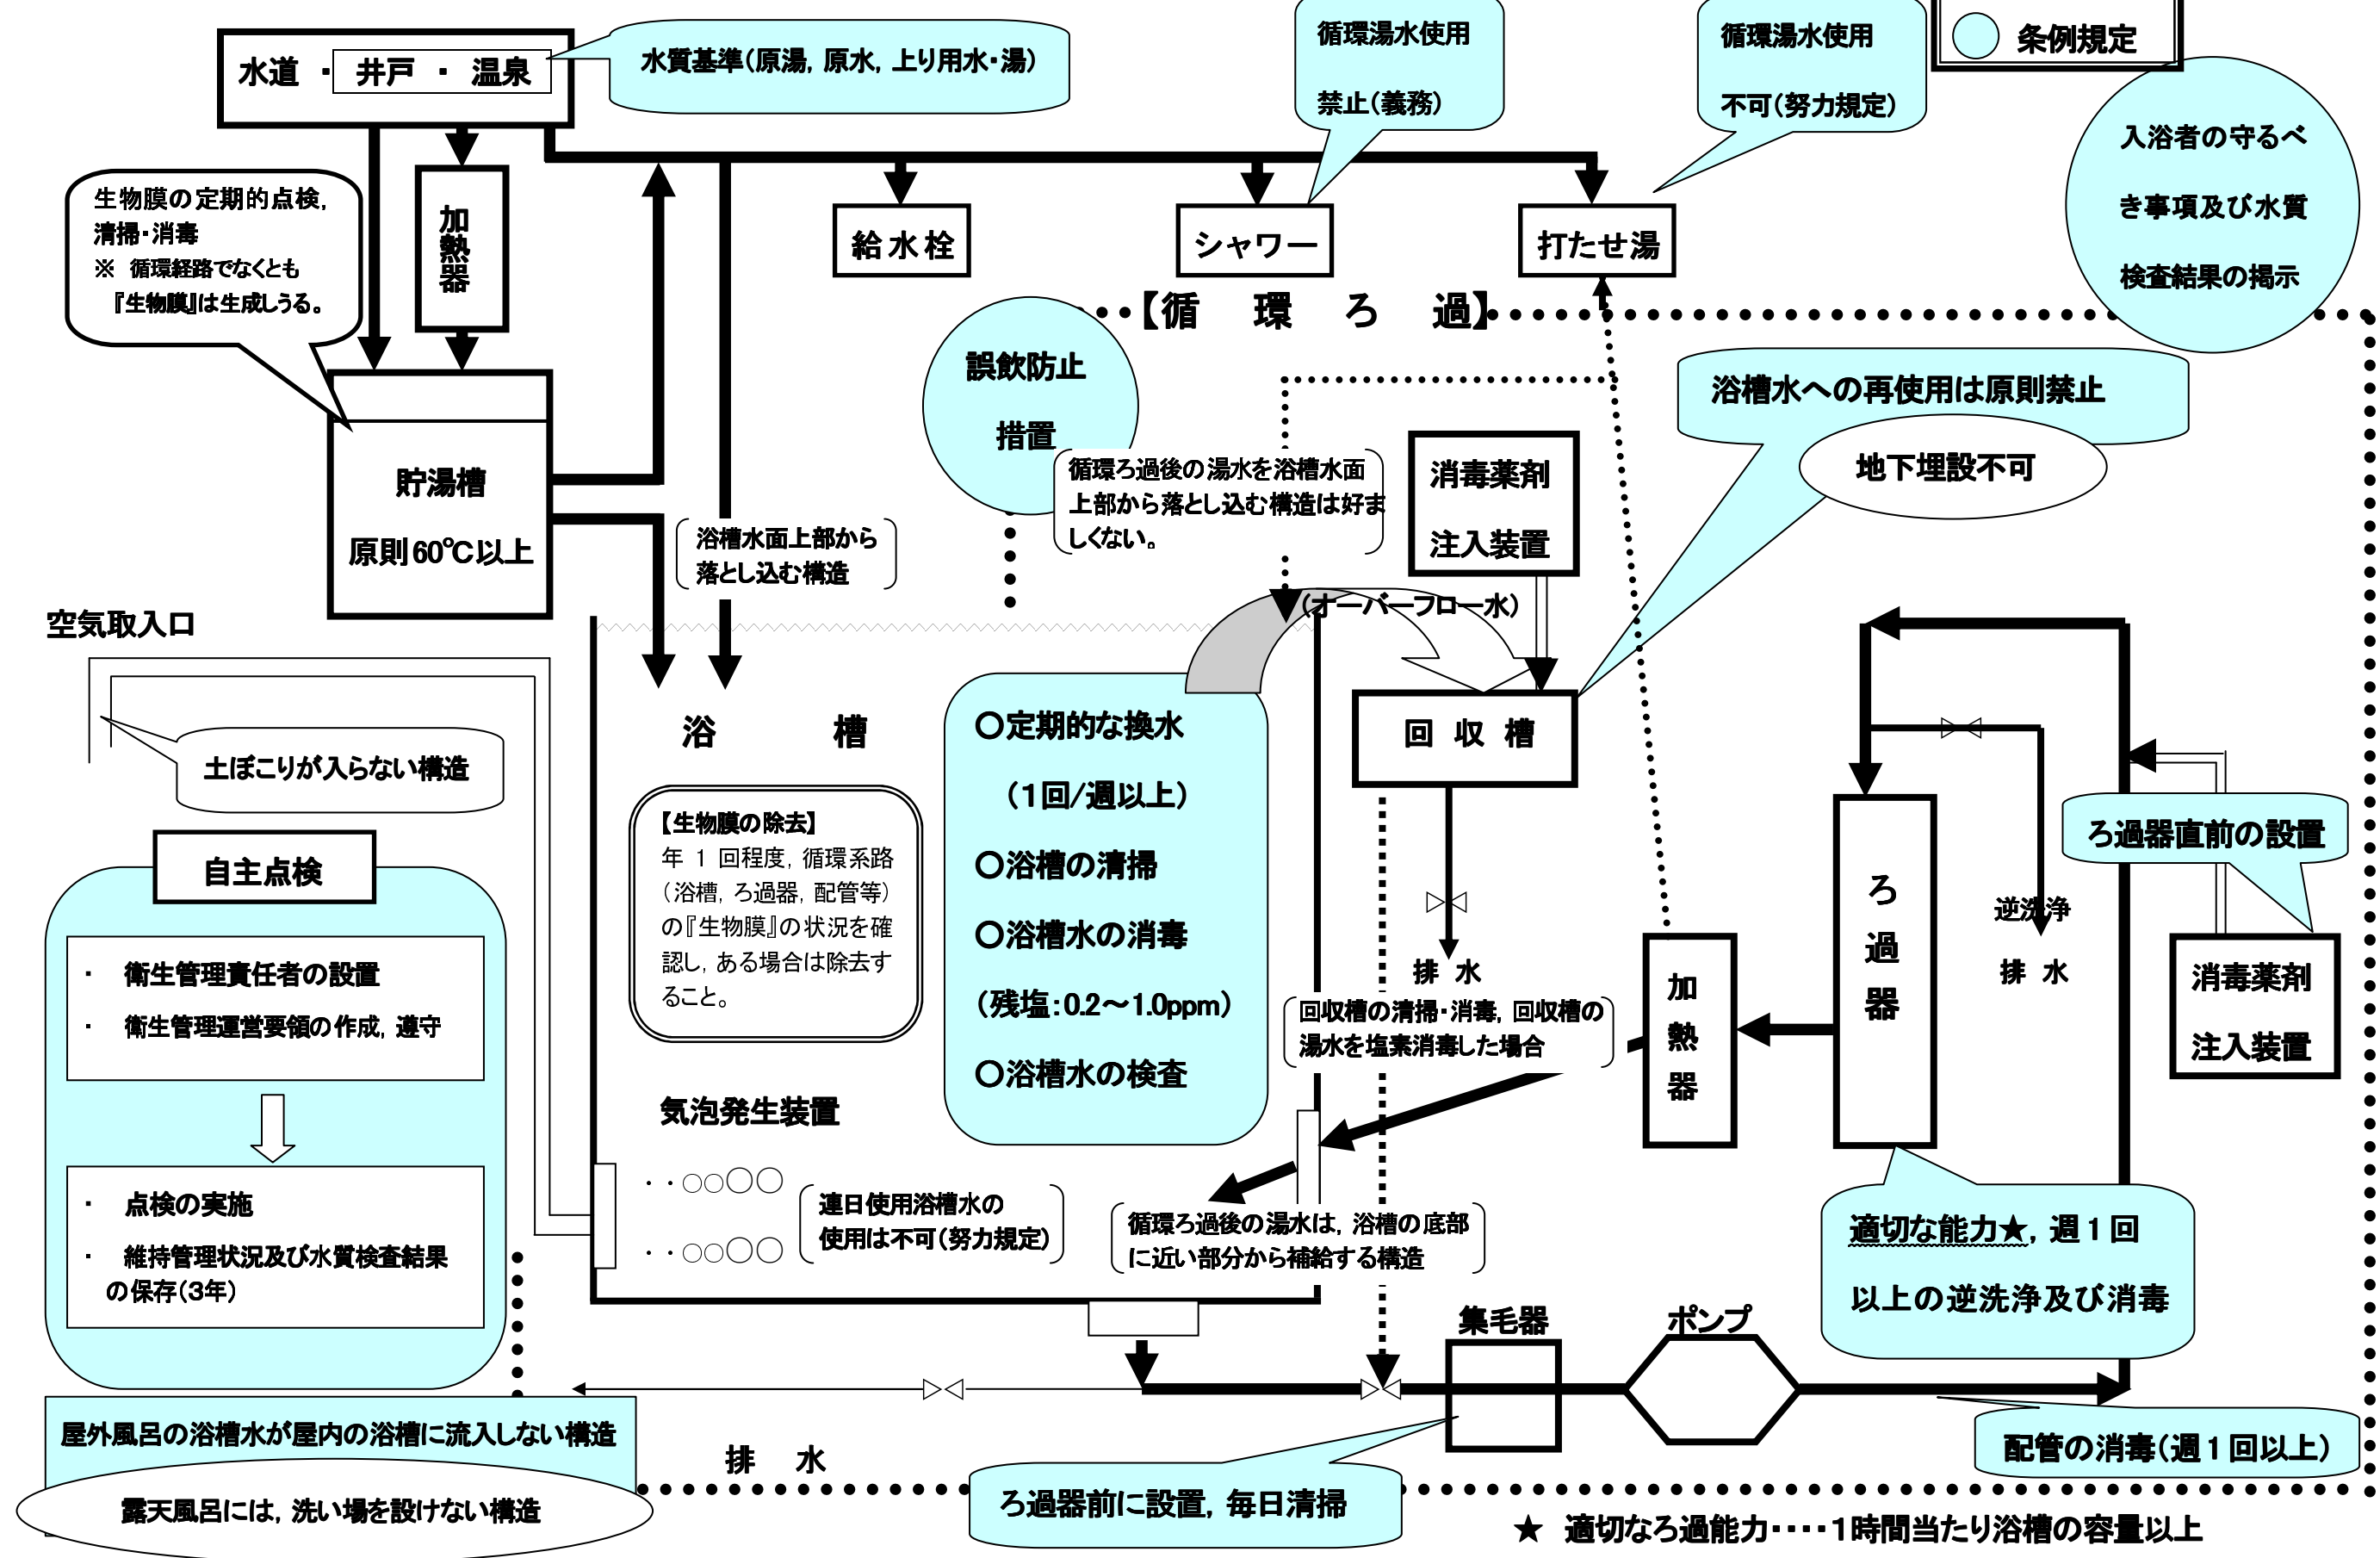 水道 ・ 井戸 ・ 温泉
水質基準(原湯, 原水, 上り用水・湯)
循環湯水使用
禁止(義務)
循環湯水使用
不可(努力規定)
条例規定
入浴者の守るべ
き事項及び水質
検査結果の掲示
生物膜の定期的点検,
清掃・消毒
※ 循環経路でなくとも
『生物膜』は生成しうる。
加熱器
給水栓
シャワー
打たせ湯
【循 環 ろ 過】
誤飲防止
措置
浴槽水への再使用は原則禁止
地下埋設不可
貯湯槽
原則60℃以上
浴槽水面上部から
落とし込む構造
循環ろ過後の湯水を浴槽水面
上部から落とし込む構造は好ま
しくない。
消毒薬剤
注入装置
(オーバーフロー水)
空気取入口
土ぼこりが入らない構造
浴 槽
【生物膜の除去】
年 1 回程度, 循環系路
(浴槽, ろ過器, 配管等)
の『生物膜』の状況を確
認し, ある場合は除去す
ること。
○定期的な換水
(1回/週以上)
○浴槽の清掃
○浴槽水の消毒
(残塩:0.2~1.0ppm)
○浴槽水の検査
回 収 槽
排 水
回収槽の清掃・消毒, 回収槽の
湯水を塩素消毒した場合
加熱器
ろ過器
逆洗浄
排 水
ろ過器直前の設置
消毒薬剤
注入装置
自主点検
・ 衛生管理責任者の設置
・ 衛生管理運営要領の作成, 遵守
・ 点検の実施
・ 維持管理状況及び水質検査結果
の保存(3年)
気泡発生装置
・・○○○○
・・○○○○
連日使用浴槽水の
使用は不可(努力規定)
循環ろ過後の湯水は, 浴槽の底部
に近い部分から補給する構造
適切な能力★, 週1回
以上の逆洗浄及び消毒
集毛器
ポンプ
屋外風呂の浴槽水が屋内の浴槽に流入しない構造
露天風呂には, 洗い場を設けない構造
排 水
ろ過器前に設置, 毎日清掃
配管の消毒(週1回以上)
★ 適切なろ過能力・・・・1時間当たり浴槽の容量以上